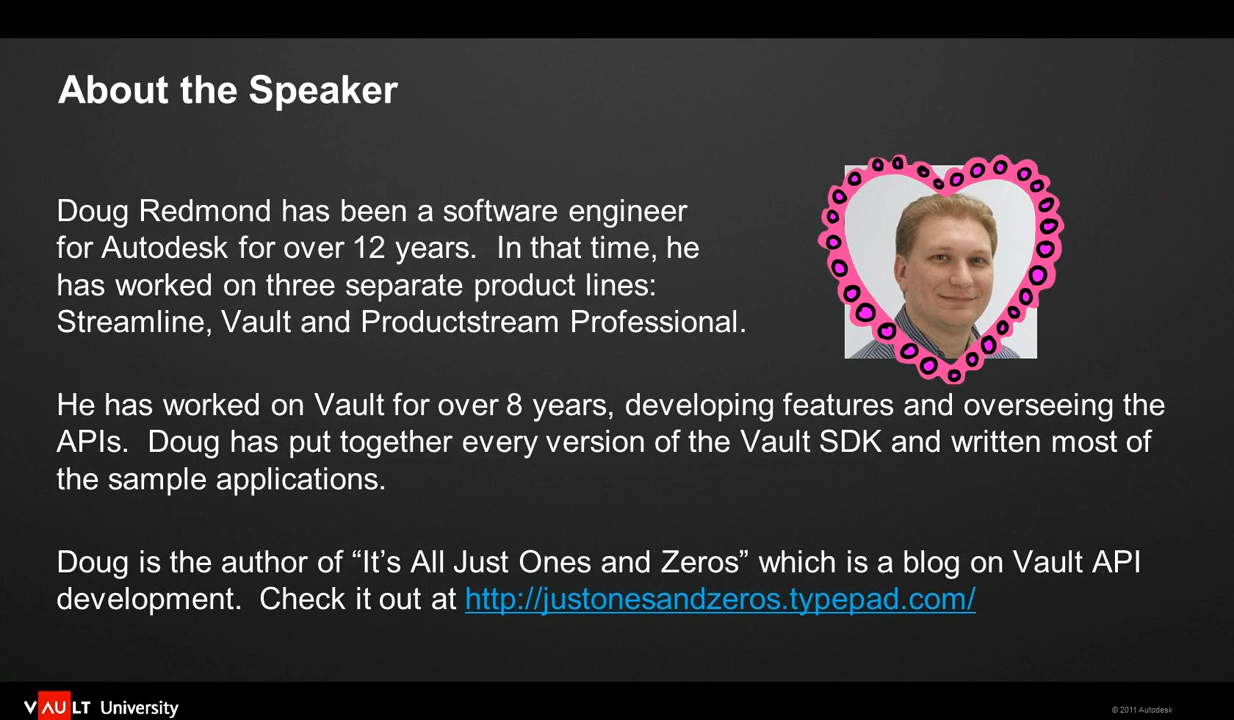 About the Speaker
Doug Redmond has been a software engineer
for Autodesk for over 12 years.  In that time, he
has worked on three separate product lines:
Streamline, Vault and Productstream Professional.
He has worked on Vault for over 8 years, developing features and overseeing the
APIs.  Doug has put together every version of the Vault SDK and written most of
the sample applications.
Doug is the author of “It’s All Just Ones and Zeros” which is a blog on Vault API
development.  Check it out at http://justonesandzeros.typepad.com/
VAULT University
© 2011 Autodesk